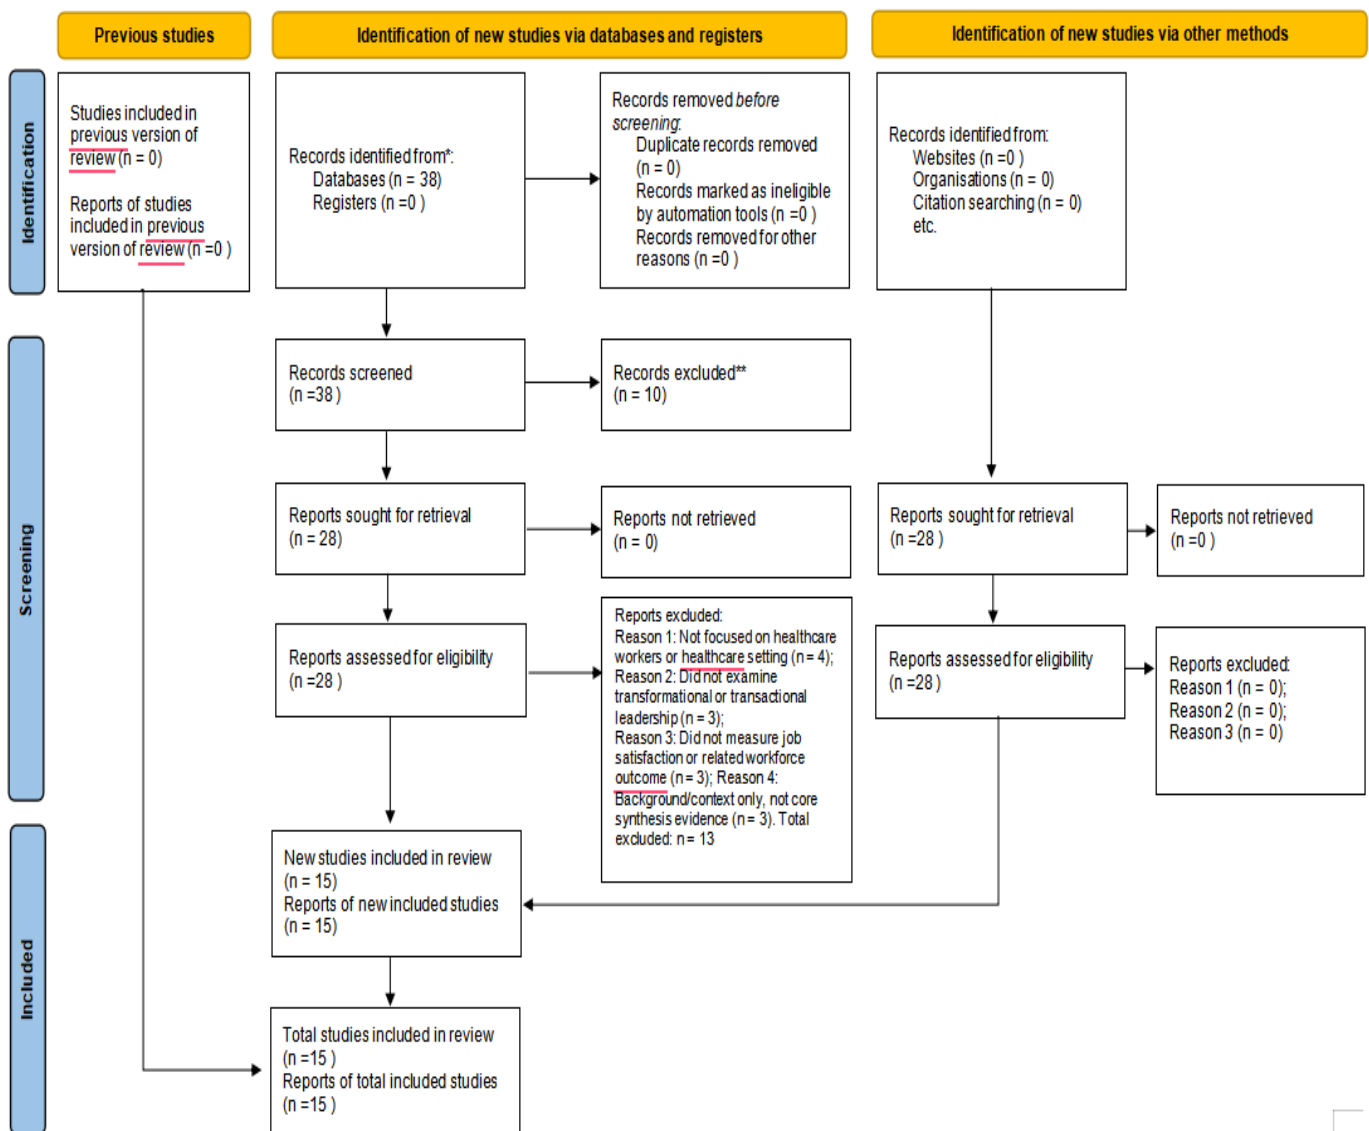 Previous studies
Identification of new studies via databases and registers
Identification of new studies via other methods
Identification
Studies included in
previous version of
review (n = 0)
Reports of studies
included in previous
version of review (n =0 )
Records identified from*:
Databases (n = 38)
Registers (n =0 )
Records removed before
screening:
Duplicate records removed
(n = 0)
Records marked as ineligible
by automation tools (n =0 )
Records removed for other
reasons (n =0 )
Records identified from:
Websites (n =0 )
Organisations (n = 0)
Citation searching (n = 0)
etc.
Screening
Records screened
(n =38 )
Records excluded**
(n = 10)
Reports sought for retrieval
(n = 28)
Reports not retrieved
(n = 0)
Reports sought for retrieval
(n =28 )
Reports not retrieved
(n =0 )
Reports assessed for eligibility
(n =28 )
Reports excluded:
Reason 1: Not focused on healthcare
workers or healthcare setting (n = 4);
Reason 2: Did not examine
transformational or transactional
leadership (n = 3);
Reason 3: Did not measure job
satisfaction or related workforce
outcome (n = 3); Reason 4:
Background/context only, not core
synthesis evidence (n = 3). Total
excluded: n = 13
Reports assessed for eligibility
(n =28 )
Reports excluded:
Reason 1 (n = 0);
Reason 2 (n = 0);
Reason 3 (n = 0)
Included
New studies included in review
(n = 15)
Reports of new included studies
(n = 15)
Total studies included in review
(n =15 )
Reports of total included studies
(n =15 )